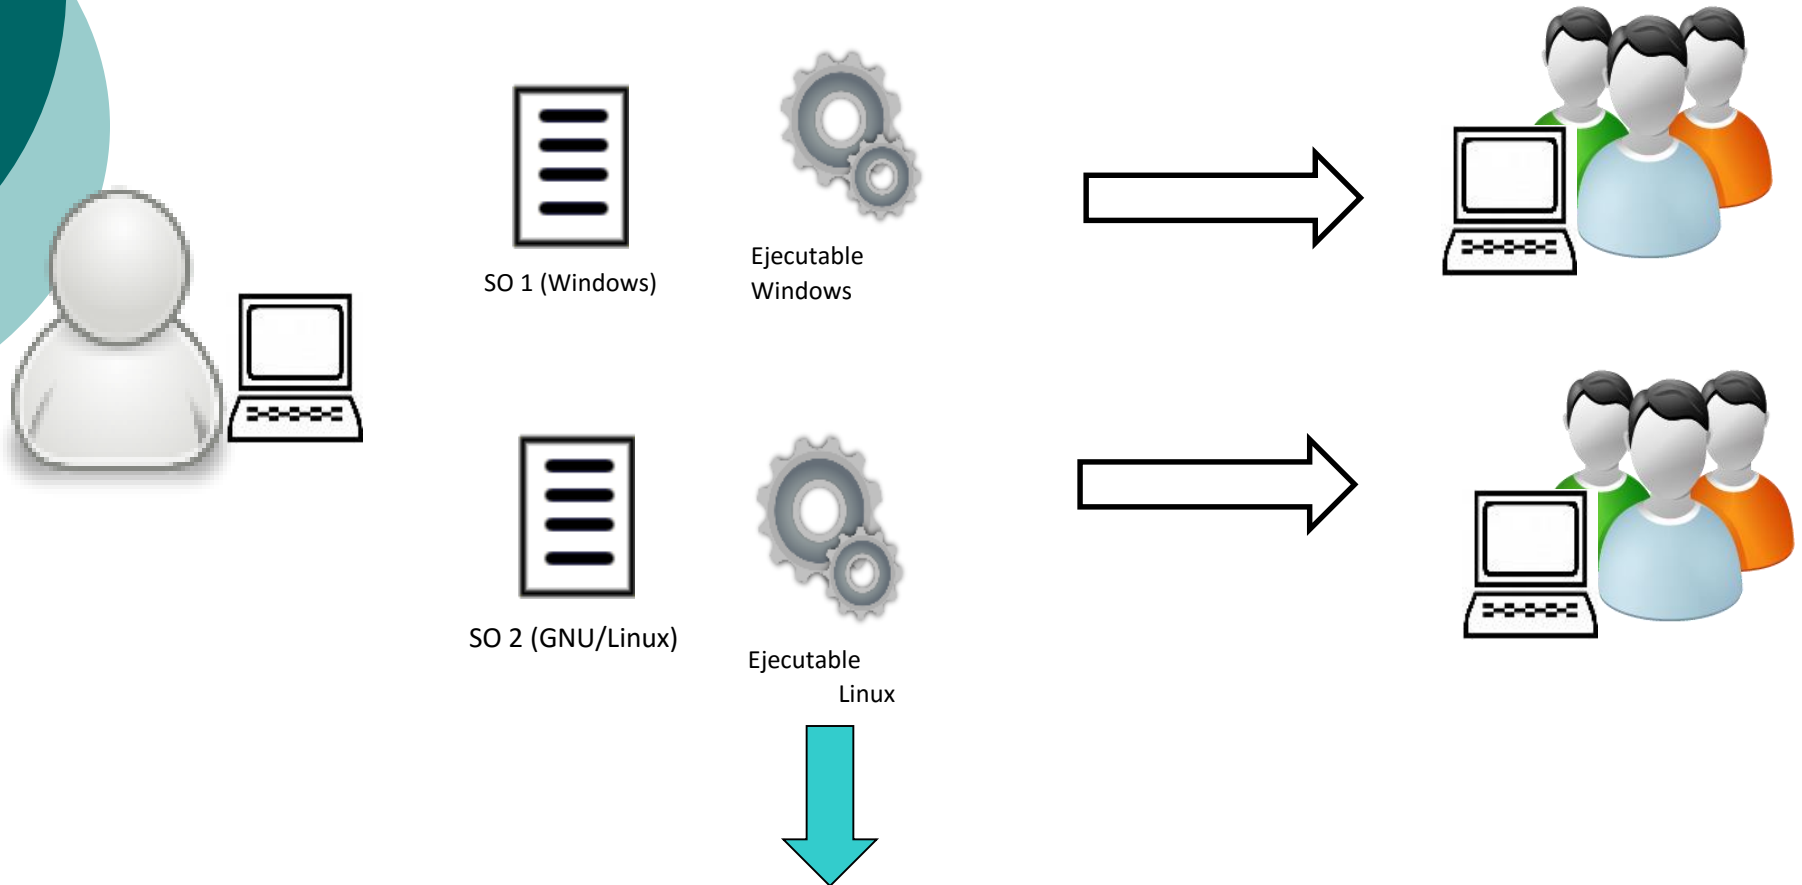 SO 1 (Windows)
Ejecutable
Windows
SO 2 (GNU/Linux)
Ejecutable
Linux